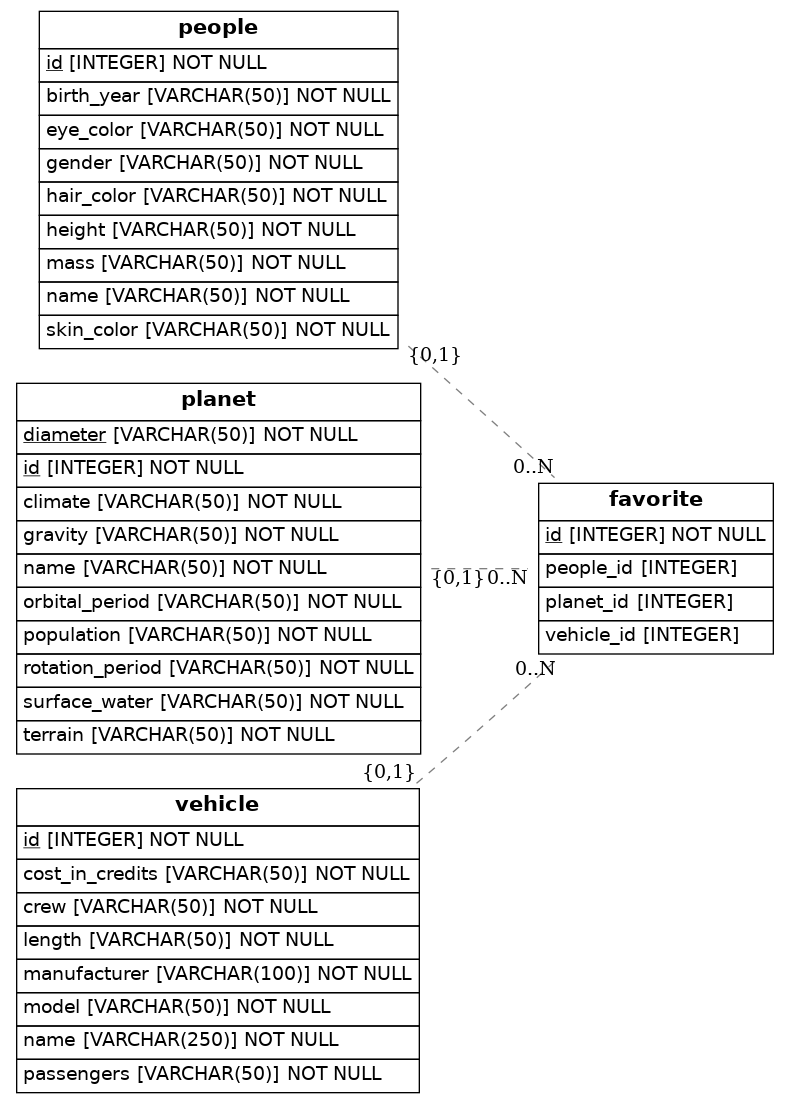 people
id [INTEGER] NOT NULL
birth_year [VARCHAR(50)] NOT NULL
eye_color [VARCHAR(50)] NOT NULL
gender [VARCHAR(50)] NOT NULL
hair_color [VARCHAR(50)] NOT NULL
height [VARCHAR(50)] NOT NULL
mass [VARCHAR(50)] NOT NULL
name [VARCHAR(50)] NOT NULL
skin_color [VARCHAR(50)] NOT NULL
{0,1}
0..N
planet
diameter [VARCHAR(50)] NOT NULL
id [INTEGER] NOT NULL
climate [VARCHAR(50)] NOT NULL
gravity [VARCHAR(50)] NOT NULL
name [VARCHAR(50)] NOT NULL
orbital_period [VARCHAR(50)] NOT NULL
population [VARCHAR(50)] NOT NULL
rotation_period [VARCHAR(50)] NOT NULL
surface_water [VARCHAR(50)] NOT NULL
terrain [VARCHAR(50)] NOT NULL
{0,1} 0..N
favorite
id [INTEGER] NOT NULL
people_id [INTEGER]
planet_id [INTEGER]
vehicle_id [INTEGER]
0..N
{0,1}
vehicle
id [INTEGER] NOT NULL
cost_in_credits [VARCHAR(50)] NOT NULL
crew [VARCHAR(50)] NOT NULL
length [VARCHAR(50)] NOT NULL
manufacturer [VARCHAR(100)] NOT NULL
model [VARCHAR(50)] NOT NULL
name [VARCHAR(250)] NOT NULL
passengers [VARCHAR(50)] NOT NULL